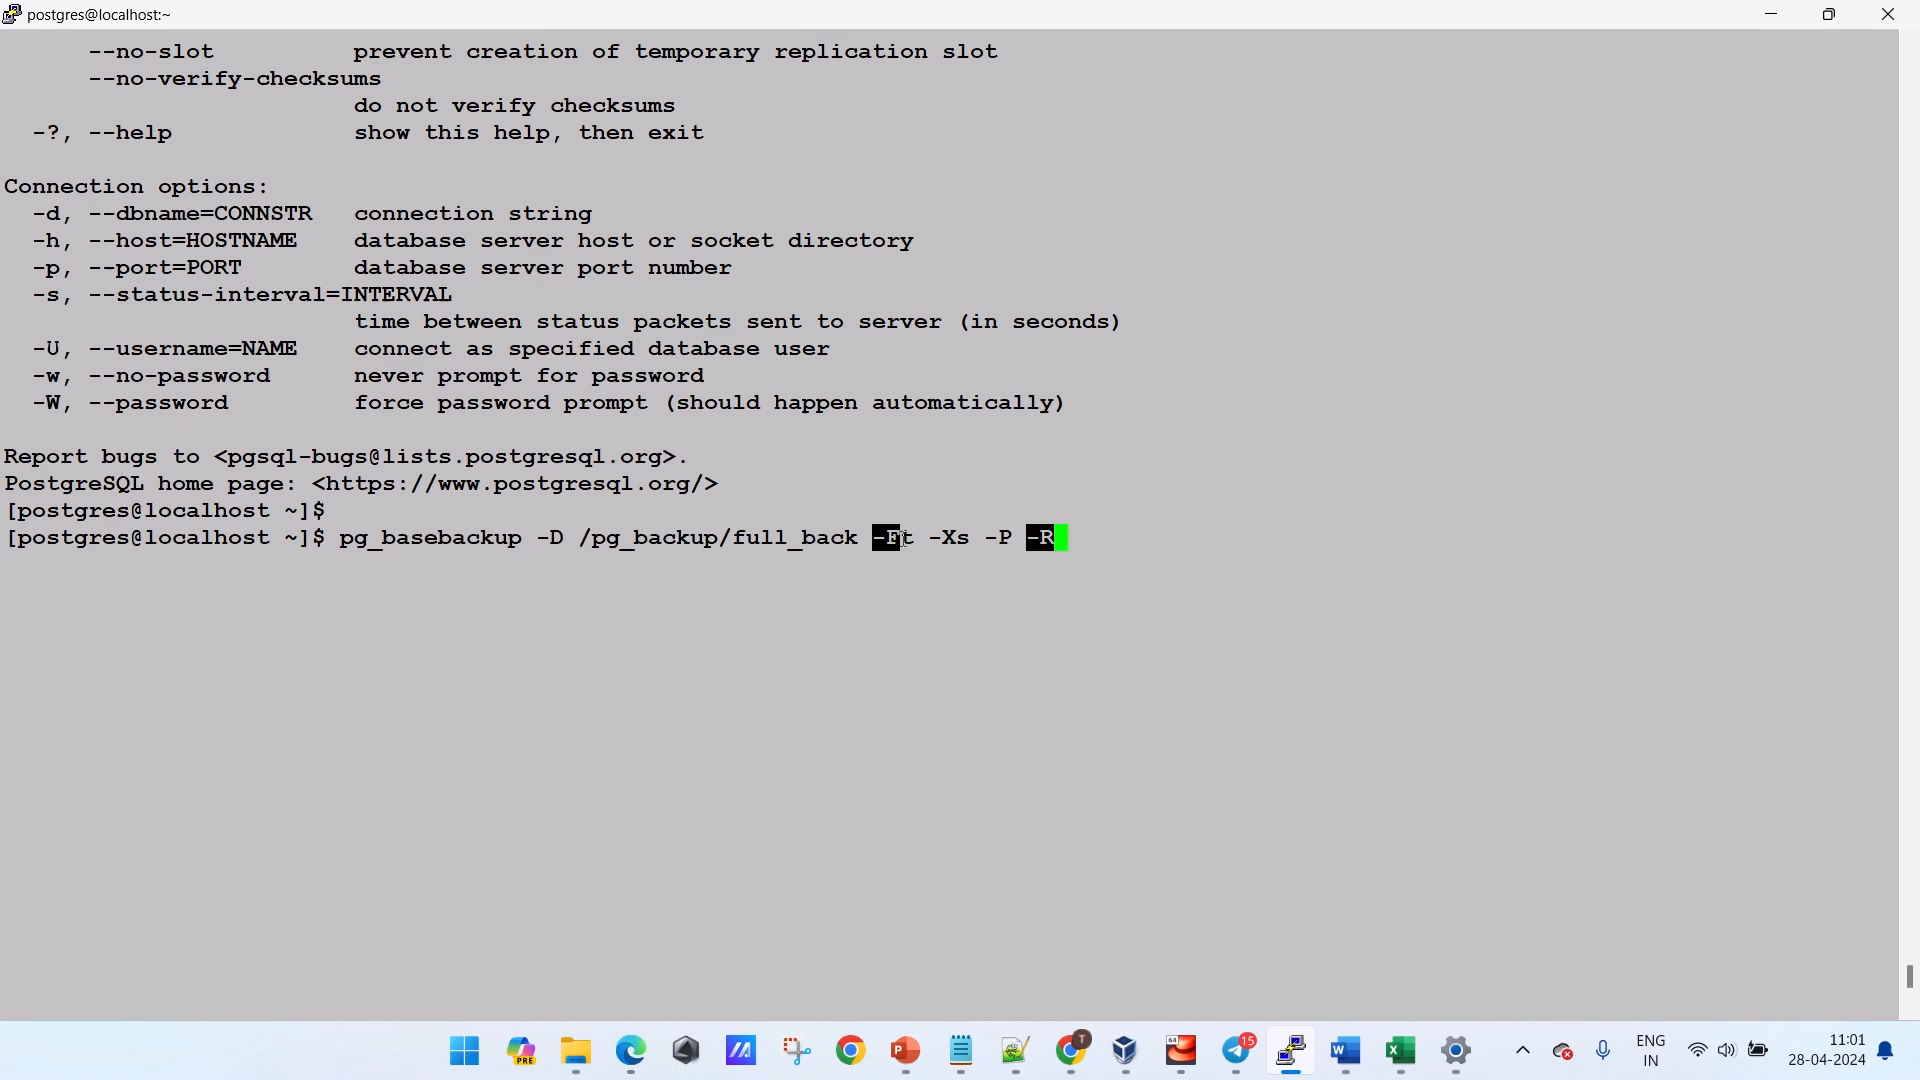 postgres@localhost:~
--no-slot prevent creation of temporary replication slot
--no-verify-checksums
do not verify checksums
-?, --help show this help, then exit
Connection options:
-d, --dbname=CONNSTR connection string
-h, --host=HOSTNAME database server host or socket directory
-p, --port=PORT database server port number
-s, --status-interval=INTERVAL
time between status packets sent to server (in seconds)
-U, --username=NAME connect as specified database user
-w, --no-password never prompt for password
-W, --password force password prompt (should happen automatically)
Report bugs to <pgsql-bugs@lists.postgresql.org>.
PostgreSQL home page: <https://www.postgresql.org/>
[postgres@localhost ~]$
[postgres@localhost ~]$ pg_basebackup -D /pg_backup/full_back -Ft -Xs -P -R
PRE
T
64
15
ENG
IN
11:01
28-04-2024